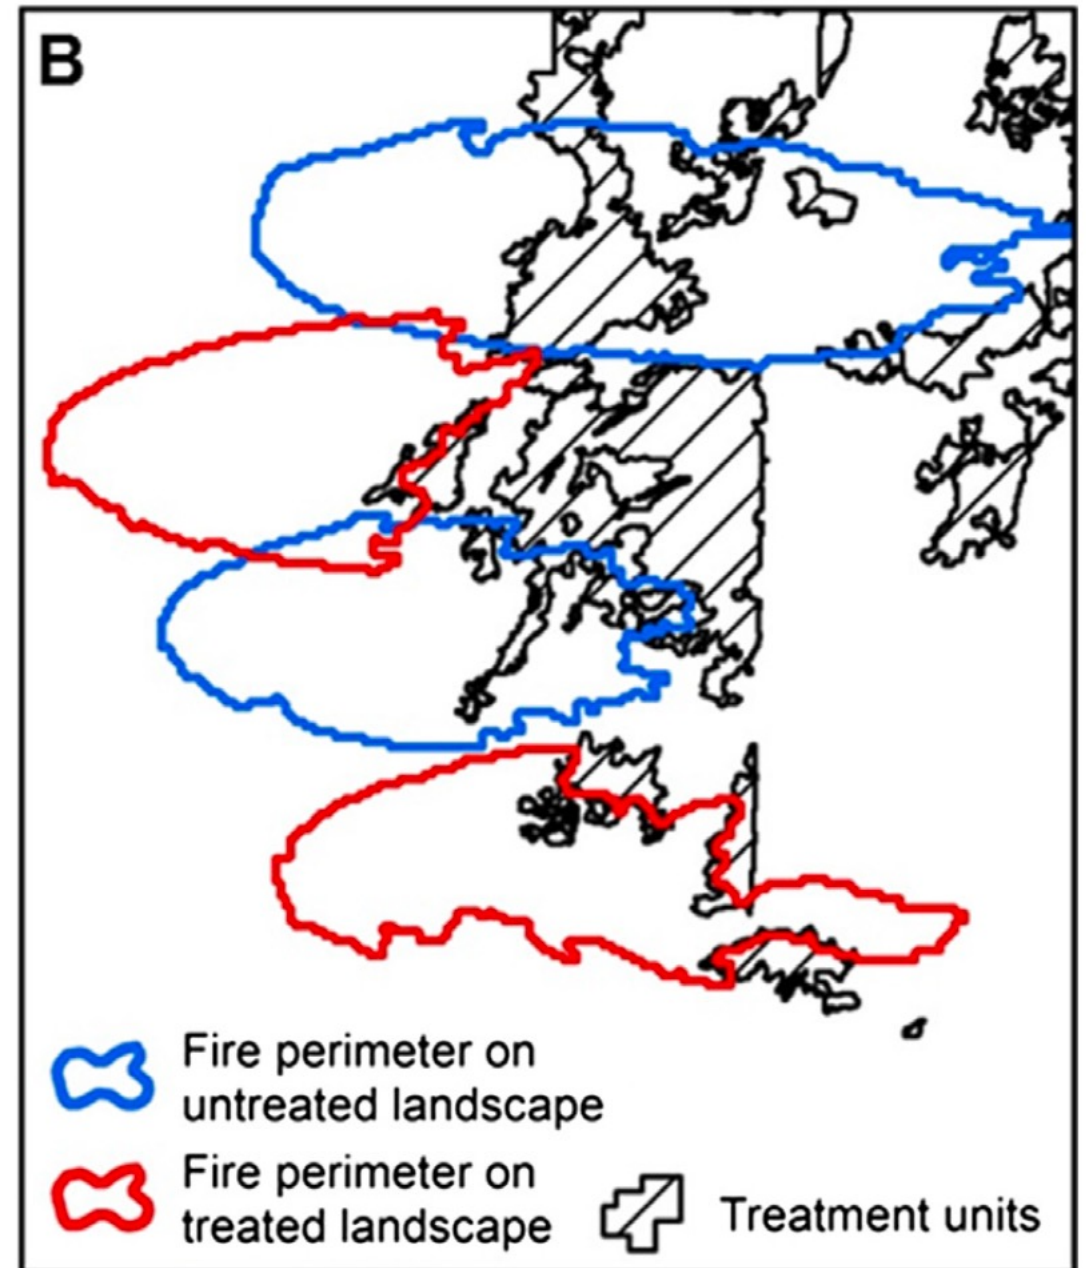 B
Fire perimeter on
untreated landscape
Fire perimeter on
treated landscape
Treatment units